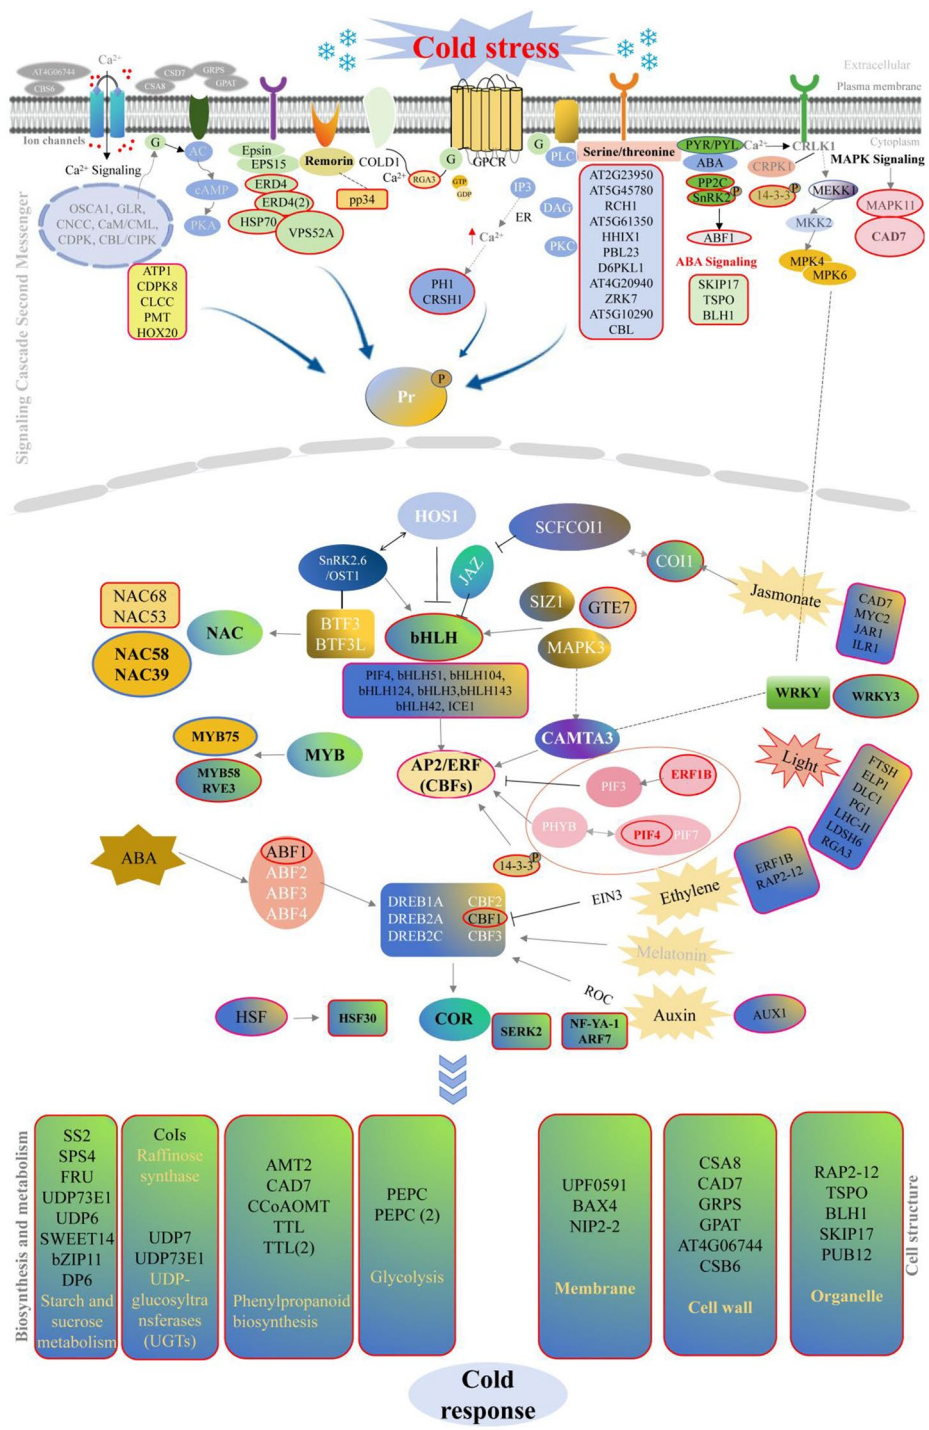 Cold stress
Extracellular
Plasma membrane
Cytoplasm
AT4G06744
CBS6
Ca²⁺
CSD7
GRPS
CSA8
GPAT
Ion channels
Ca²⁺ Signaling
G
AC
cAMP
PKA
OSCA1, GLR,
CNCC, CaM/CML,
CDPK, CBL/CIPK
ATP1
CDPK8
CLCC
PMT
HOX20
Epsin
EPS15
ERD4
ERD4(2)
HSP70
VPS52A
Remorin
pp34
COLD1
Ca²⁺
RGA3
G
GTP
GDP
GPCR
IP3
ER
Ca²⁺
PH1
CRSH1
G
PLC
DAG
PKC
Serine/threonine
AT2G23950
AT5G45780
RCH1
AT5G61350
HHIX1
PBL23
D6PKL1
AT4G20940
ZRK7
AT5G10290
CBL
PYR/PYL
ABA
PP2C
SnRK2
P
ABF1
ABA Signaling
SKIP17
TSPO
BLH1
Ca²⁺
CRLK1
CRPK1
14-3-3
P
MEKK1
MKK2
MPK4
MPK6
MAPK Signaling
MAPK11
CAD7
Signaling Cascade Second Messenger
Pr
P
HOS1
SCFCOI1
SnRK2.6
/OST1
JAZ
COI1
Jasmonate
CAD7
MYC2
JAR1
ILR1
NAC68
NAC53
NAC58
NAC39
NAC
BTF3
BTF3L
bHLH
SIZ1
GTE7
MAPK3
PIF4, bHLH51, bHLH104,
bHLH124, bHLH3,bHLH143
bHLH42, ICE1
WRKY
WRKY3
MYB75
MYB58
RVE3
MYB
CAMTA3
AP2/ERF
(CBFs)
Light
PIF3
ERF1B
PHYB
PIF4
PIF7
FTSH
ELP1
DLC1
PG1
LHC-II
LDSH6
RGA3
14-3-3
P
ABA
ABF1
ABF2
ABF3
ABF4
ERF1B
RAP2-12
DREB1A CBF2
DREB2A CBF1
DREB2C CBF3
EIN3
Ethylene
Melatonin
ROC
Auxin
AUX1
HSF
HSF30
COR
SERK2
NF-YA-1
ARF7
Biosynthesis and metabolism
SS2
SPS4
FRU
UDP73E1
UDP6
SWEET14
bZIP11
DP6
Starch and
sucrose
metabolism
CoIs
Raffinose
synthase
UDP7
UDP73E1
UDP-
glucosyltra
nsferases
(UGTs)
AMT2
CAD7
CCoAOMT
TTL
TTL(2)
Phenylpropanoid
biosynthesis
PEPC
PEPC (2)
Glycolysis
UPF0591
BAX4
NIP2-2
Membrane
CSA8
CAD7
GRPS
GPAT
AT4G06744
CSB6
Cell wall
RAP2-12
TSPO
BLH1
SKIP17
PUB12
Organelle
Cell structure
Cold
response